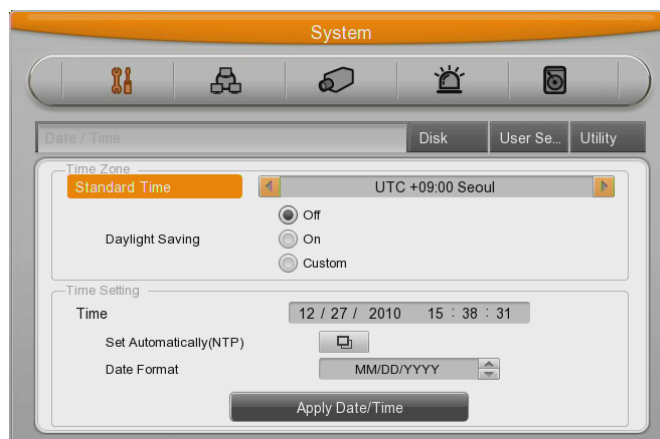 System
Date / Time Disk User Se... Utility
Time Zone
Standard Time UTC +09:00 Seoul
Off
Daylight Saving On
Custom
Time Setting
Time 12 / 27 / 2010 15 : 38 : 31
Set Automatically(NTP)
Date Format MM/DD/YYYY
Apply Date/Time